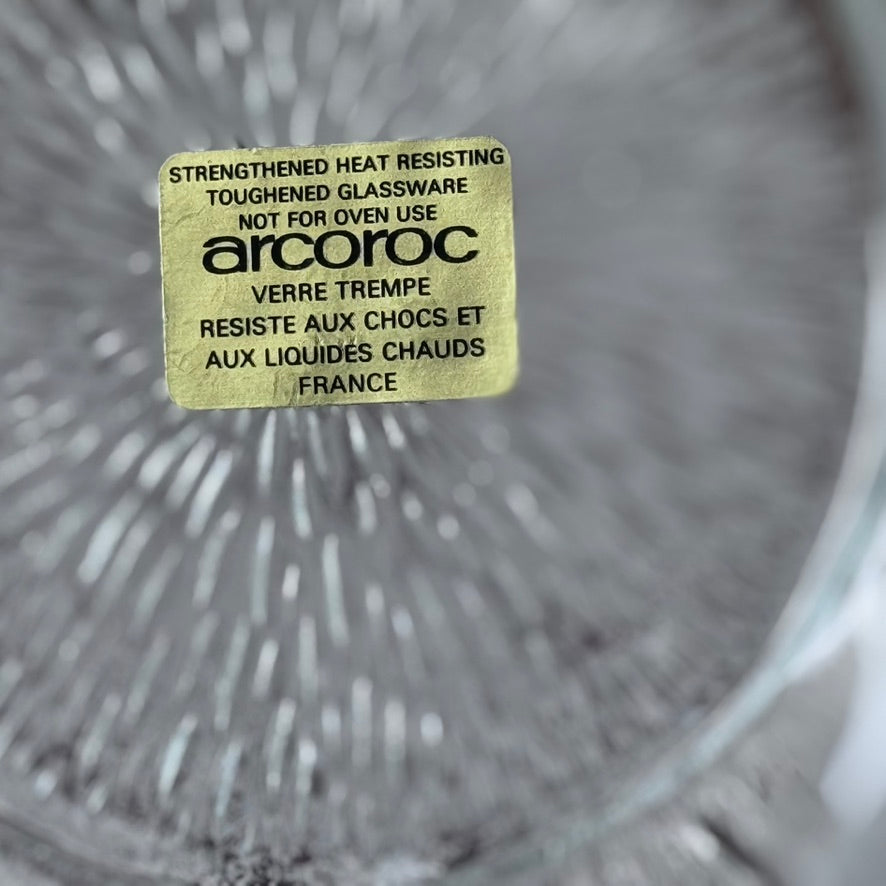 STRENGTHENED HEAT RESISTING
TOUGHENED GLASSWARE
NOT FOR OVEN USE
arcoroc
VERRE TREMPE
RESISTE AUX CHOCS ET
AUX LIQUIDES CHAUDS
FRANCE